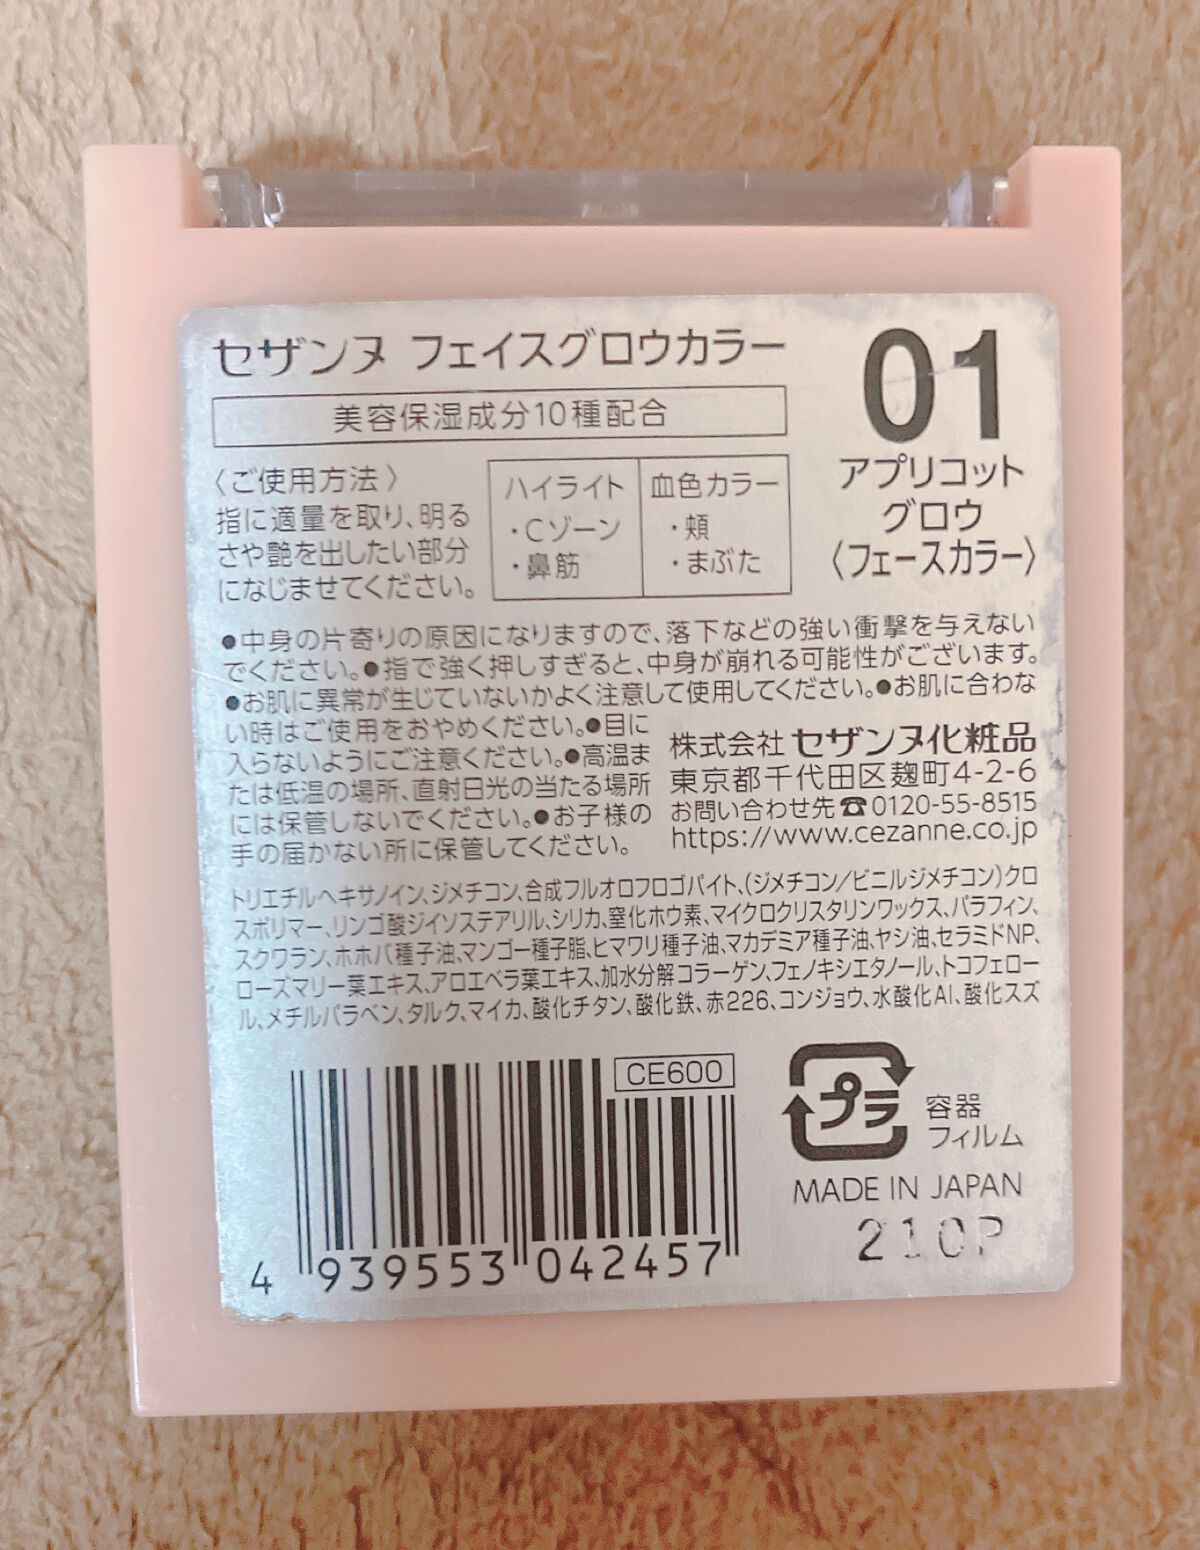 セザンヌ フェイスグロウカラー
美容保湿成分10種配合
01
アプリコット
グロウ
〈フェースカラー〉
〈ご使用方法〉
指に適量を取り、明る
さや艶を出したい部分
になじませてください。
ハイライト
・Cゾーン
・鼻筋
血色カラー
・頬
・まぶた
●中身の片寄りの原因になりますので、落下などの強い衝撃を与えない
でください。●指で強く押しすぎると、中身が崩れる可能性がございます。
●お肌に異常が生じていないかよく注意して使用してください。●お肌に合わな
い時はご使用をおやめください。●目に
入らないようにご注意ください。●高温ま
たは低温の場所、直射日光の当たる場所
には保管しないでください。●お子様の
手の届かない所に保管してください。
株式会社 セザンヌ化粧品
東京都千代田区麹町4-2-6
お問い合わせ先☎0120-55-8515
https://www.cezanne.co.jp
トリエチルヘキサノイン、ジメチコン、合成フルオロフロゴパイト、(ジメチコン/ビニルジメチコン)クロ
スポリマー、リンゴ酸ジイソステアリル、シリカ、窒化ホウ素、マイクロクリスタリンワックス、パラフィン、
スクワラン、ホホバ種子油、マンゴー種子脂、ヒマワリ種子油、マカデミア種子油、ヤシ油、セラミドNP、
ローズマリー葉エキス、アロエベラ葉エキス、加水分解コラーゲン、フェノキシエタノール、トコフェロー
ル、メチルパラベン、タルク、マイカ、酸化チタン、酸化鉄、赤226、コンジョウ、水酸化Al、酸化スズ
CE600
4 939553 042457
プラ
容器
フィルム
MADE IN JAPAN
210P